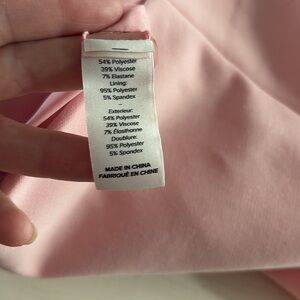 54% Polyester
39% Viscose
7% Elastane
Lining:
95% Polyester
5% Spandex
–
Exterieur:
54% Polyester
39% Viscose
7% Élasthanne
Doublure:
95% Polyester
5% Spandex
MADE IN CHINA
FABRIQUÉ EN CHINE